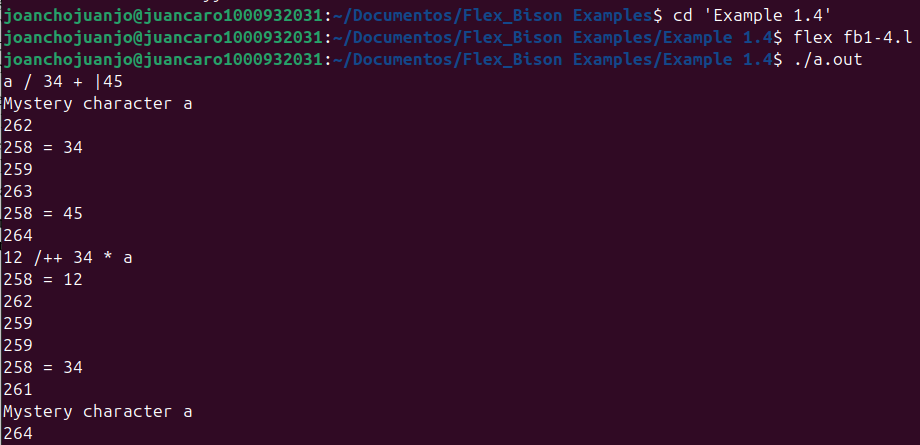 joanchojuanjo@juancaro1000932031:~/Documentos/Flex_Bison Examples$ cd 'Example 1.4'
joanchojuanjo@juancaro1000932031:~/Documentos/Flex_Bison Examples/Example 1.4$ flex fb1-4.l
joanchojuanjo@juancaro1000932031:~/Documentos/Flex_Bison Examples/Example 1.4$ ./a.out
a / 34 + |45
Mystery character a
262
258 = 34
259
263
258 = 45
264
12 /++ 34 * a
258 = 12
262
259
259
258 = 34
261
Mystery character a
264